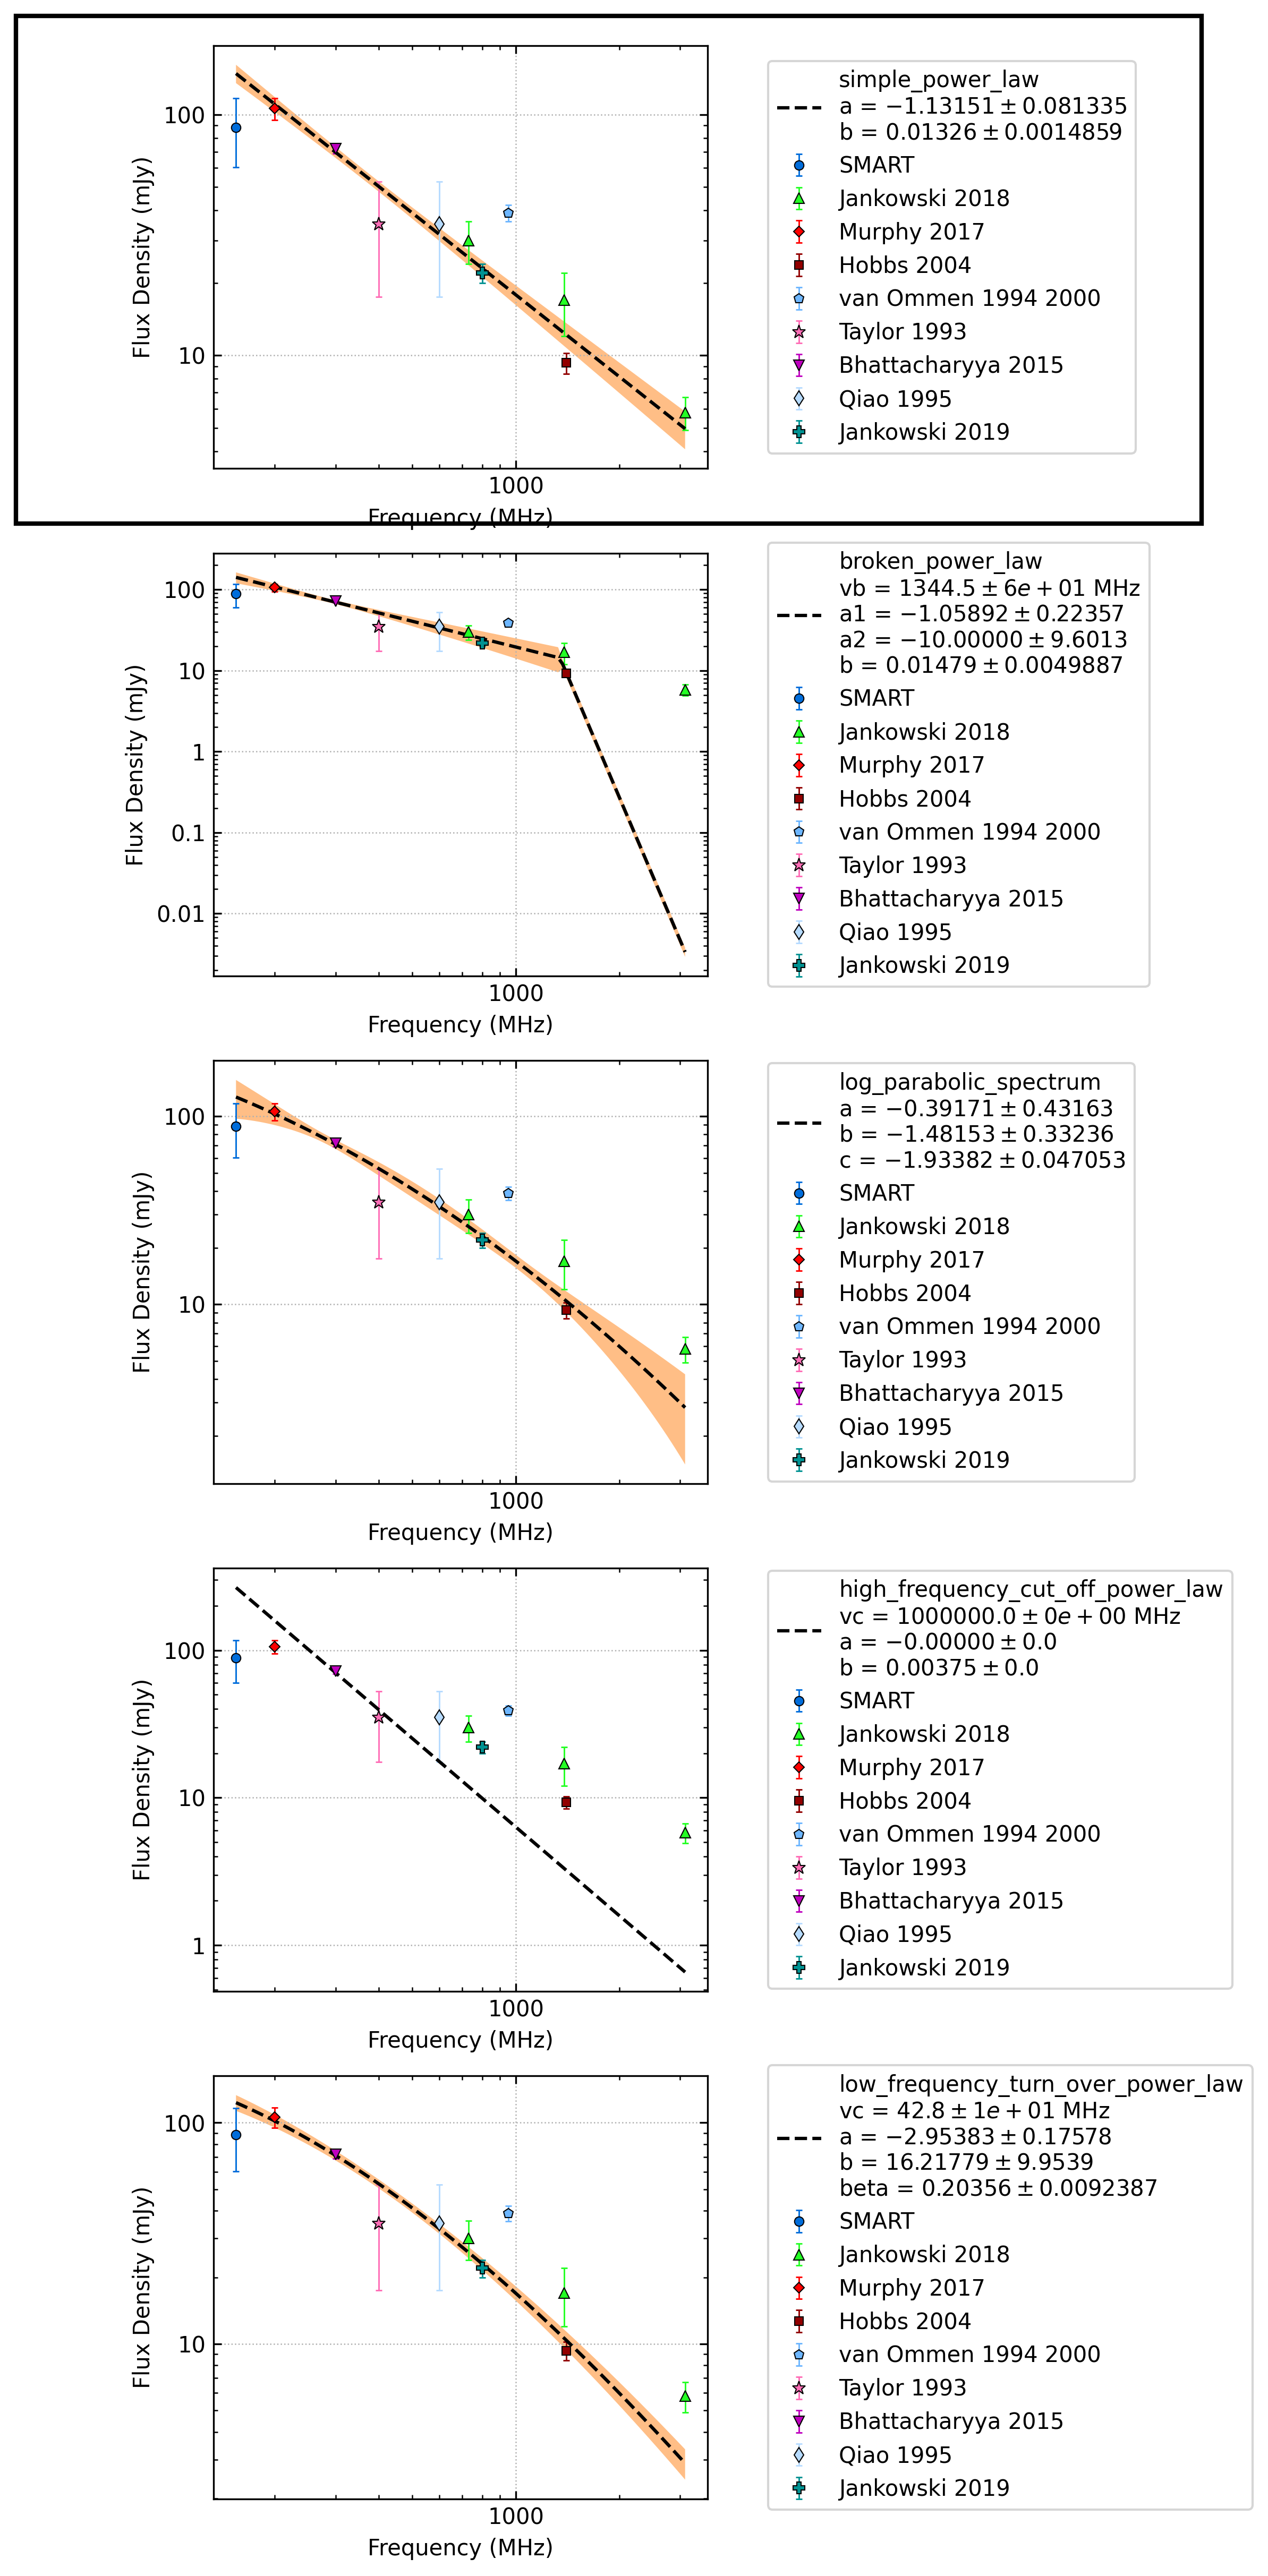 100
10
Flux Density (mJy)
1000
Frequency (MHz)
simple_power_law
a = −1.13151 ± 0.081335
b = 0.01326 ± 0.0014859
SMART
Jankowski 2018
Murphy 2017
Hobbs 2004
van Ommen 1994 2000
Taylor 1993
Bhattacharyya 2015
Qiao 1995
Jankowski 2019
100
10
1
0.1
0.01
Flux Density (mJy)
1000
Frequency (MHz)
broken_power_law
vb = 1344.5 ± 6e + 01 MHz
a1 = −1.05892 ± 0.22357
a2 = −10.00000 ± 9.6013
b = 0.01479 ± 0.0049887
SMART
Jankowski 2018
Murphy 2017
Hobbs 2004
van Ommen 1994 2000
Taylor 1993
Bhattacharyya 2015
Qiao 1995
Jankowski 2019
100
10
Flux Density (mJy)
1000
Frequency (MHz)
log_parabolic_spectrum
a = −0.39171 ± 0.43163
b = −1.48153 ± 0.33236
c = −1.93382 ± 0.047053
SMART
Jankowski 2018
Murphy 2017
Hobbs 2004
van Ommen 1994 2000
Taylor 1993
Bhattacharyya 2015
Qiao 1995
Jankowski 2019
100
10
1
Flux Density (mJy)
1000
Frequency (MHz)
high_frequency_cut_off_power_law
vc = 1000000.0 ± 0e + 00 MHz
a = −0.00000 ± 0.0
b = 0.00375 ± 0.0
SMART
Jankowski 2018
Murphy 2017
Hobbs 2004
van Ommen 1994 2000
Taylor 1993
Bhattacharyya 2015
Qiao 1995
Jankowski 2019
100
10
Flux Density (mJy)
1000
Frequency (MHz)
low_frequency_turn_over_power_law
vc = 42.8 ± 1e + 01 MHz
a = −2.95383 ± 0.17578
b = 16.21779 ± 9.9539
beta = 0.20356 ± 0.0092387
SMART
Jankowski 2018
Murphy 2017
Hobbs 2004
van Ommen 1994 2000
Taylor 1993
Bhattacharyya 2015
Qiao 1995
Jankowski 2019